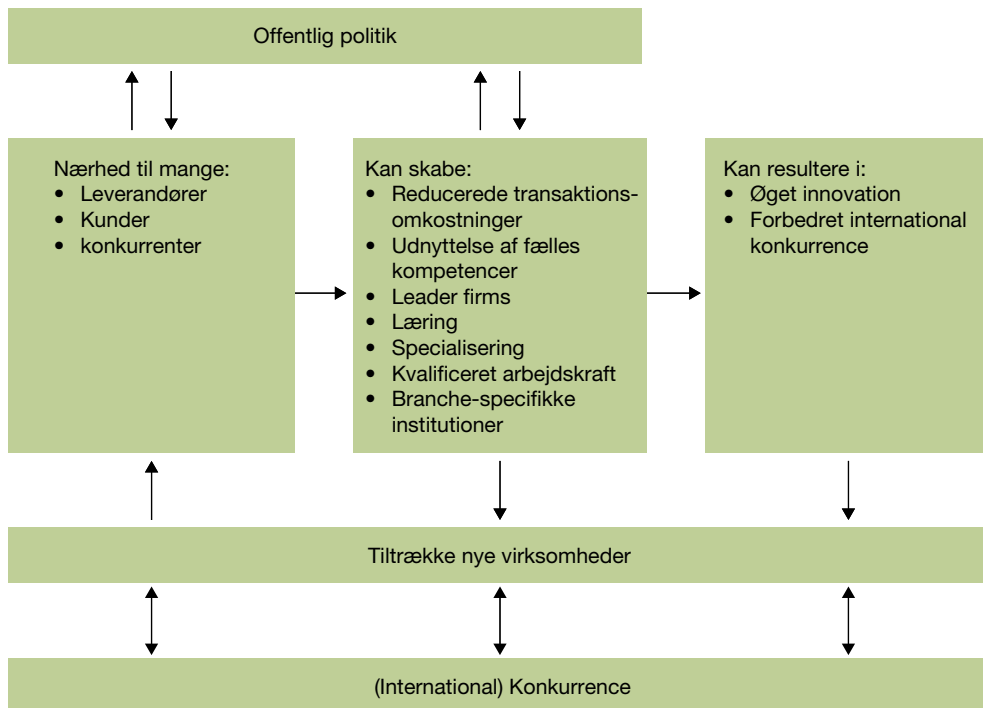 Offentlig politik
Nærhed til mange:
• Leverandører
• Kunder
• konkurrenter
Kan skabe:
• Reducerede transaktions-
omkostninger
• Udnyttelse af fælles
kompetencer
• Leader firms
• Læring
• Specialisering
• Kvalificeret arbejdskraft
• Branche-specifikke
institutioner
Kan resultere i:
• Øget innovation
• Forbedret international
konkurrence
Tiltrække nye virksomheder
(International) Konkurrence